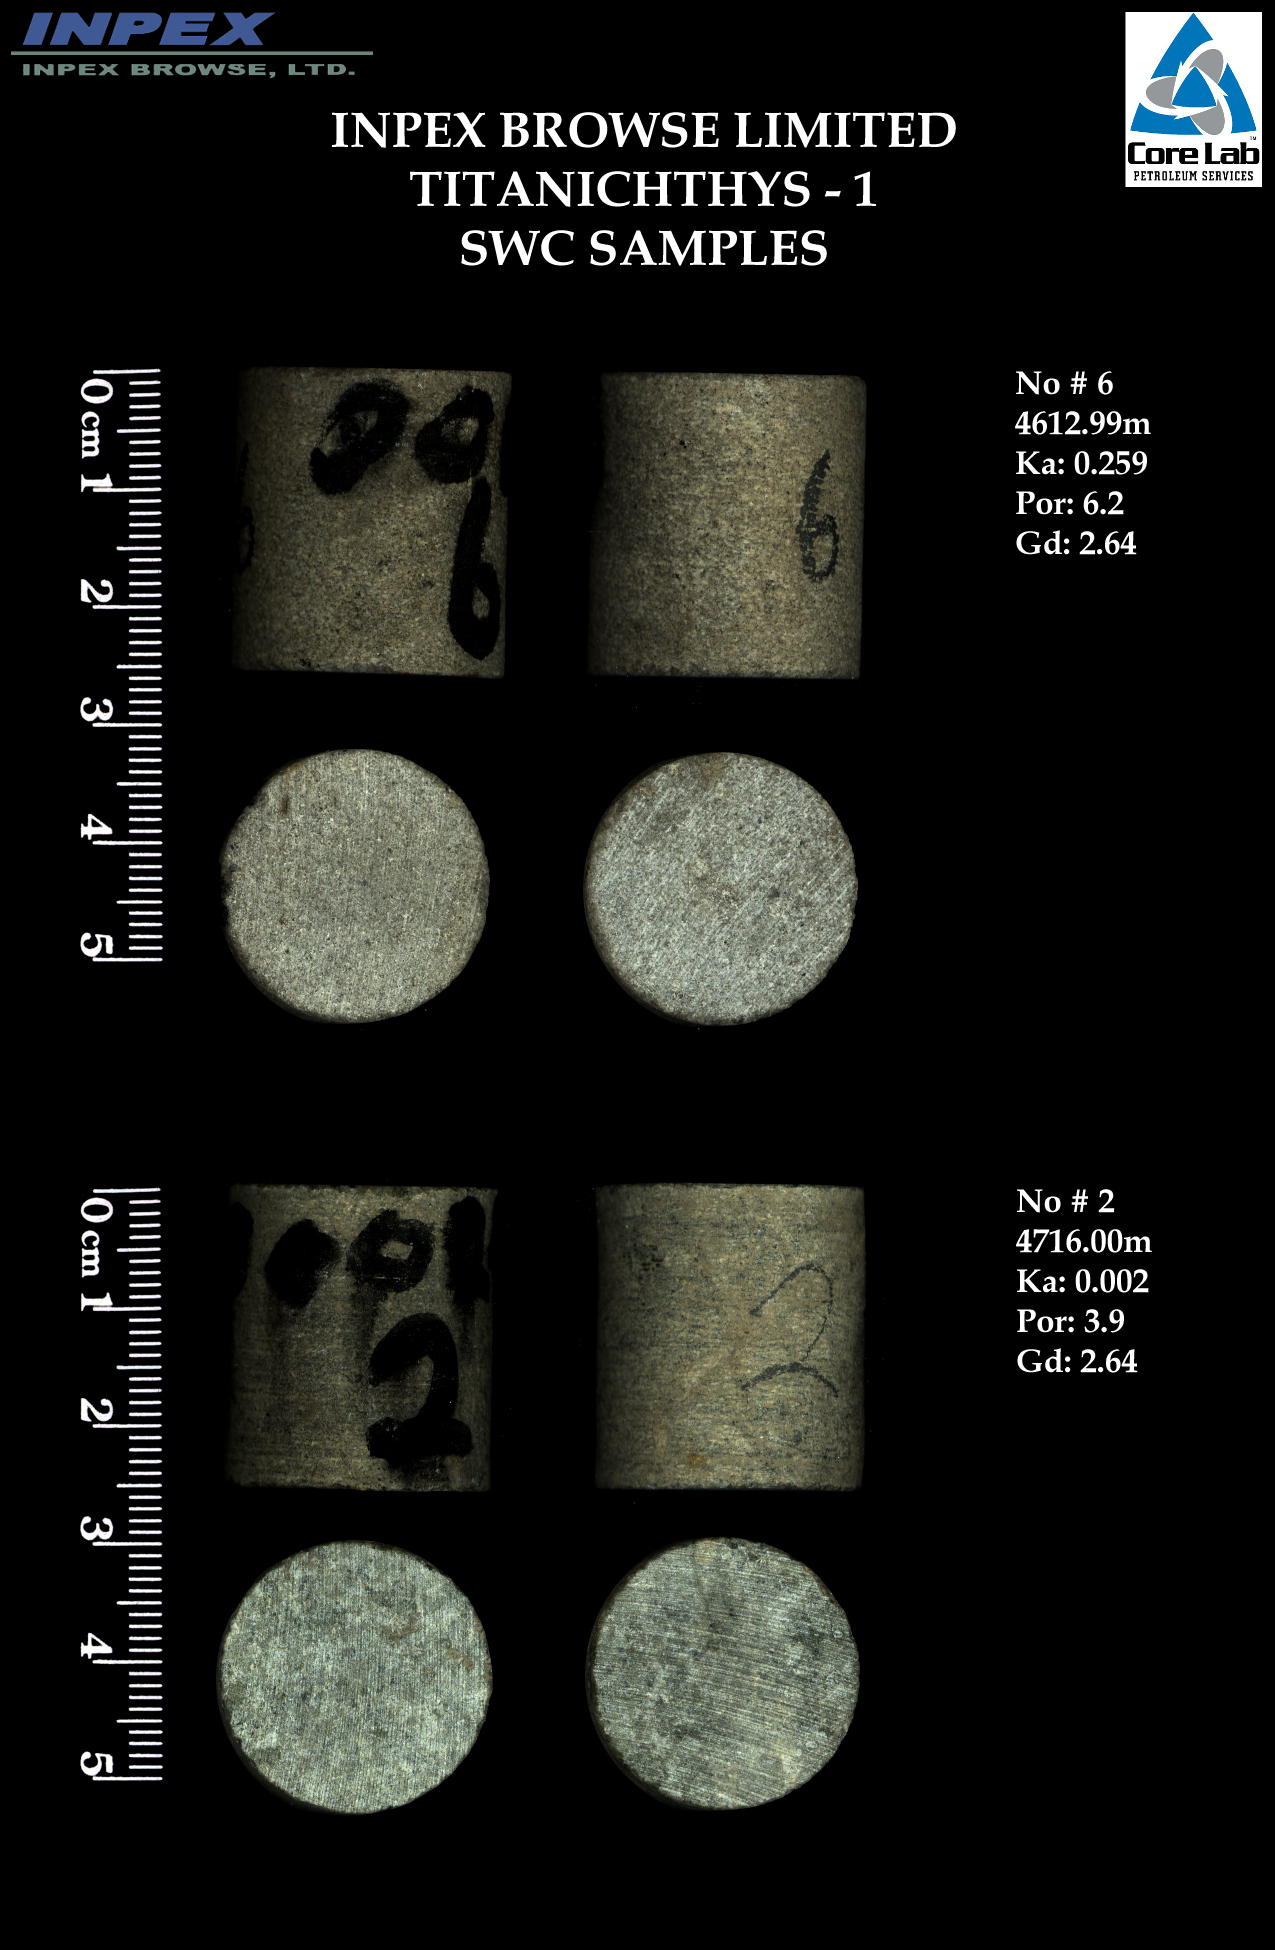 INPEX
INPEX BROWSE, LTD.
Core Lab
PETROLEUM SERVICES
INPEX BROWSE LIMITED
TITANICHTHYS - 1
SWC SAMPLES
0 cm 1 2 3 4 5
6
6
No # 6
4612.99m
Ka: 0.259
Por: 6.2
Gd: 2.64
0 cm 1 2 3 4 5
2
2
No # 2
4716.00m
Ka: 0.002
Por: 3.9
Gd: 2.64